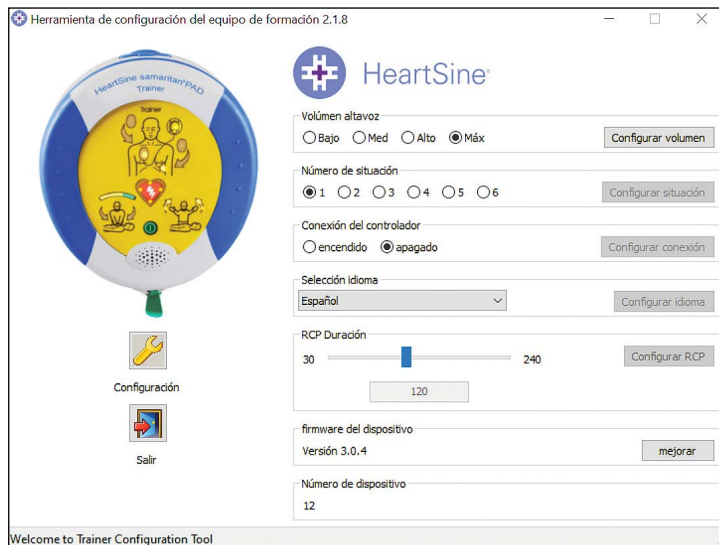 Herramienta de configuración del equipo de formación 2.1.8
HeartSine samaritan®PAD
Trainer
Trainer
HeartSine®
Volúmen altavoz
Bajo Med Alto Máx Configurar volumen
Número de situación
1 2 3 4 5 6 Configurar situación
Conexión del controlador
encendido apagado Configurar conexión
Selección idioma
Español Configurar idioma
RCP Duración
30 240 Configurar RCP
120
Configuración
firmware del dispositivo
Versión 3.0.4 mejorar
Salir
Número de dispositivo
12
Welcome to Trainer Configuration Tool